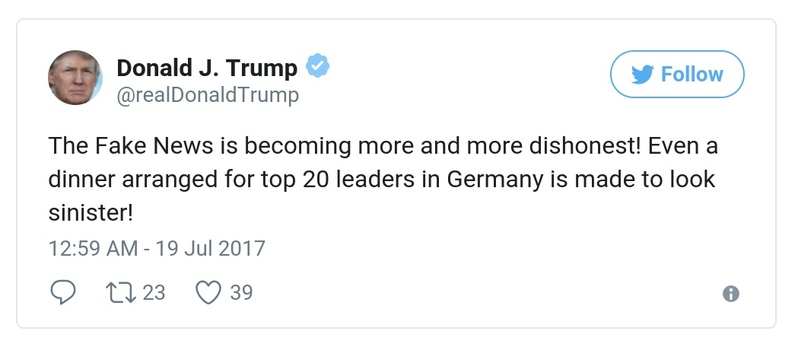 Donald J. Trump
Follow
@realDonaldTrump
The Fake News is becoming more and more dishonest! Even a
dinner arranged for top 20 leaders in Germany is made to look
sinister!
12:59 AM - 19 Jul 2017
23 39